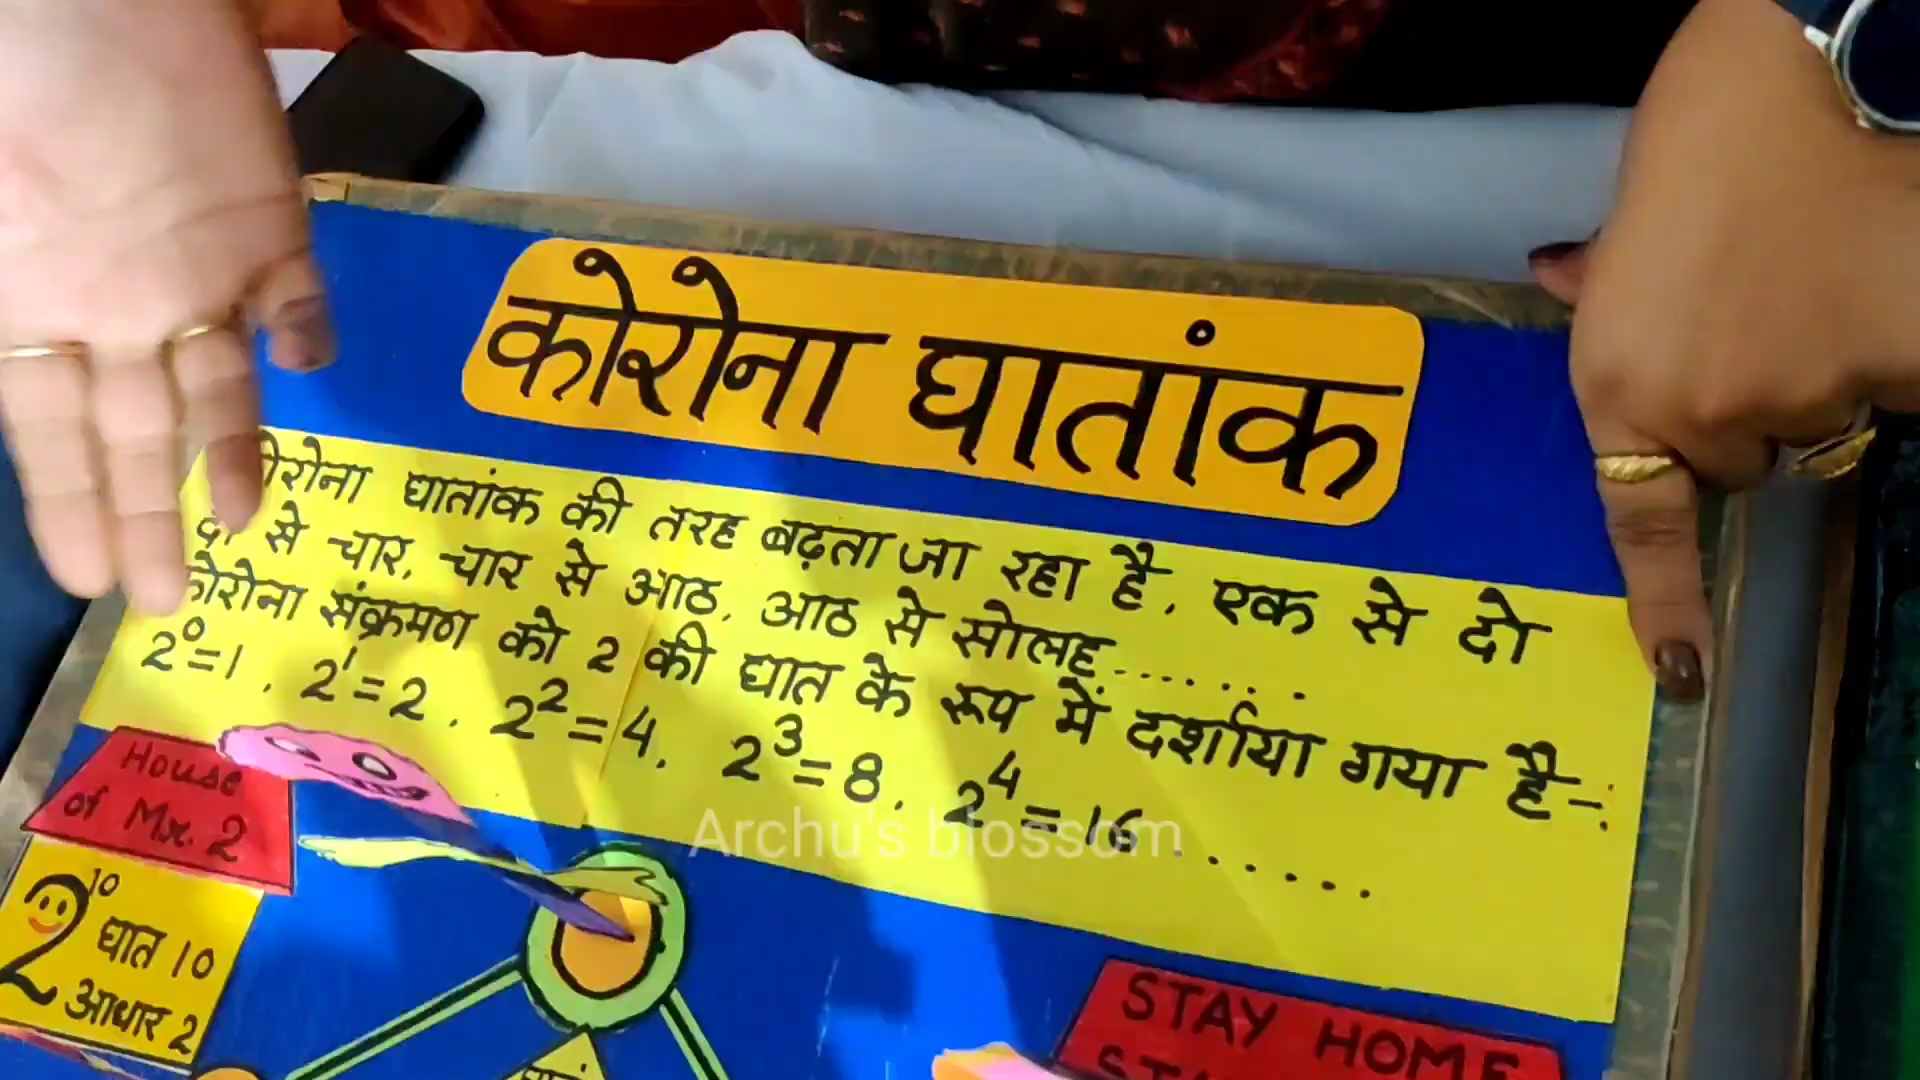 कोरोना घातांक
कोरोना घातांक की तरह बढ़ता जा रहा है, एक से दो
दो से चार, चार से आठ, आठ से सोलह.......
कोरोना संक्रमण को 2 की घात के रूप में दर्शाया गया है-:
2⁰=1, 2¹=2, 2²=4, 2³=8, 2⁴=16.......
Archu's blossom
House
of Mr. 2
2¹⁰
घात 10
आधार 2
STAY HOME